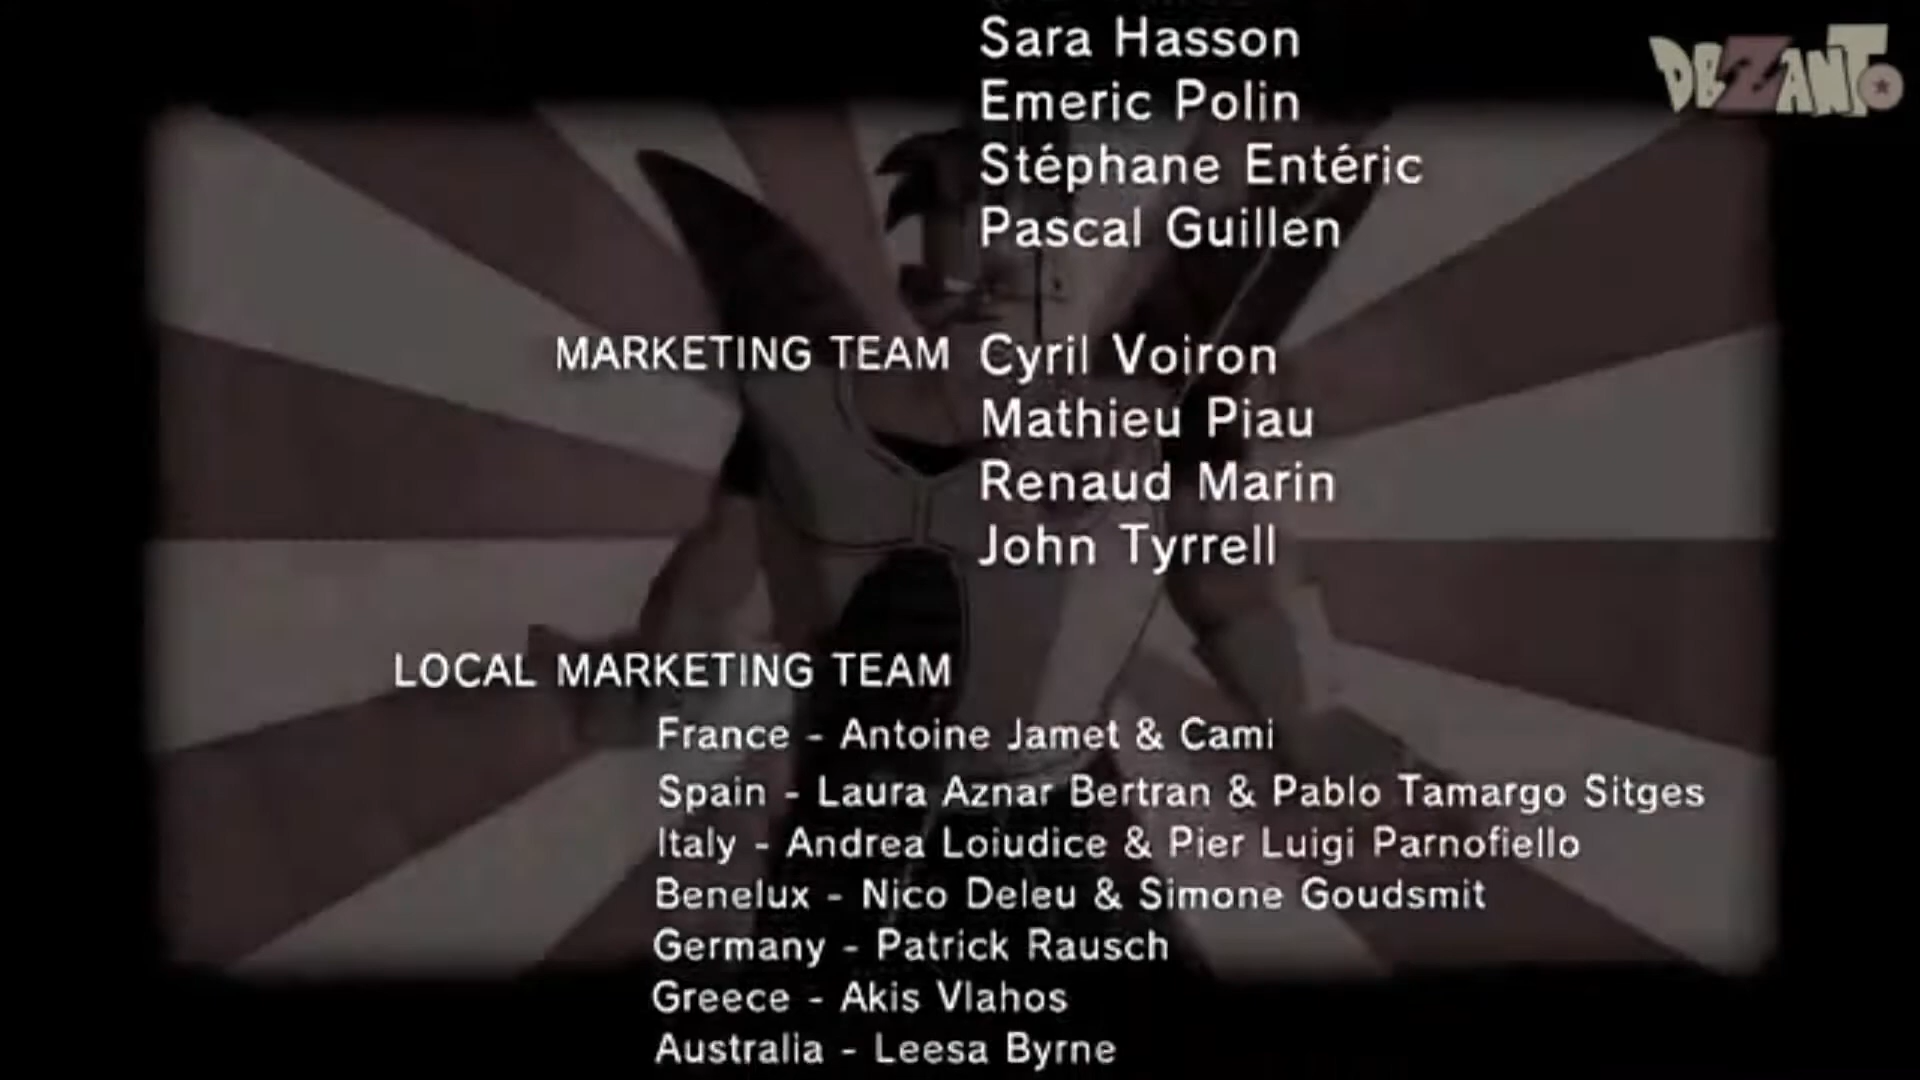 DBZANTO
Sara Hasson
Emeric Polin
Stéphane Entéric
Pascal Guillen
MARKETING TEAM Cyril Voiron
Mathieu Piau
Renaud Marin
John Tyrrell
LOCAL MARKETING TEAM
France - Antoine Jamet & Cami
Spain - Laura Aznar Bertran & Pablo Tamargo Sitges
Italy - Andrea Loiudice & Pier Luigi Parnofiello
Benelux - Nico Deleu & Simone Goudsmit
Germany - Patrick Rausch
Greece - Akis Vlahos
Australia - Leesa Byrne